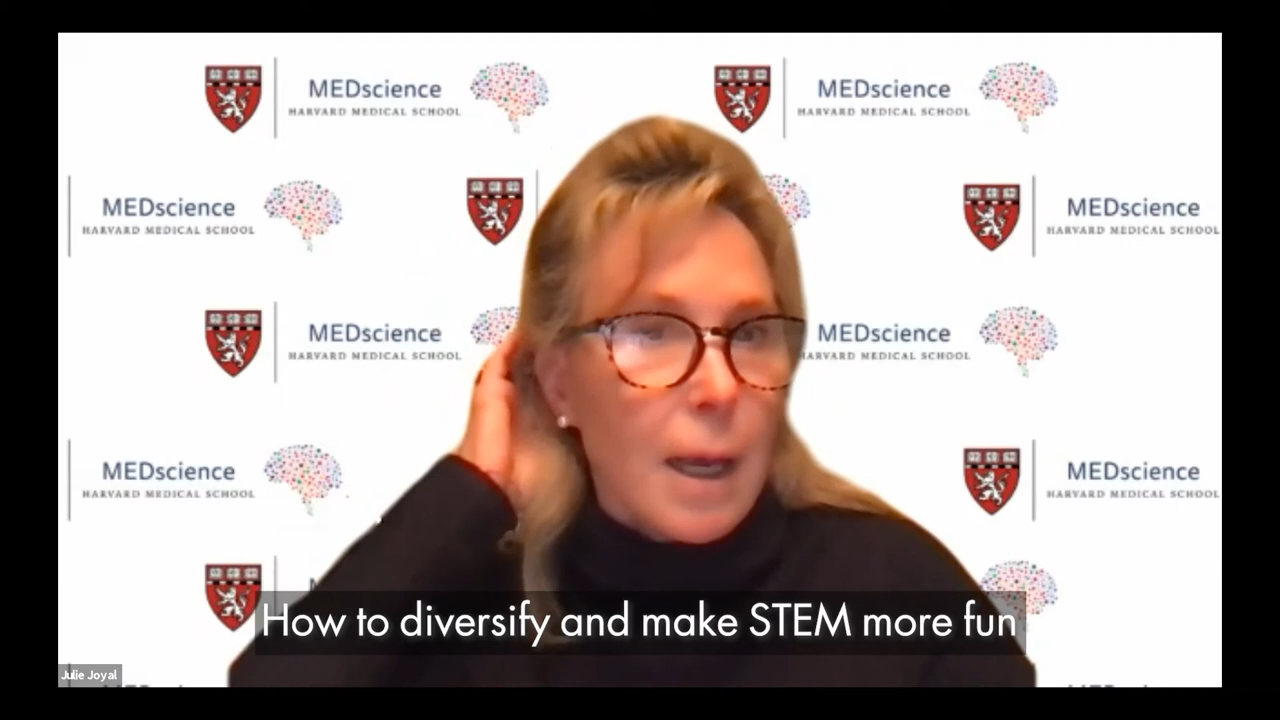 MEDscience
HARVARD MEDICAL SCHOOL
MEDscience
HARVARD MEDICAL SCHOOL
MEDscience
HARVARD MEDICAL SCHOOL
MEDscience
HARVARD MEDICAL SCHOOL
MEDscience
HARVARD MEDICAL SCHOOL
MEDscience
HARVARD MEDICAL SCHOOL
MEDscience
HARVARD MEDICAL SCHOOL
MEDscience
HARVARD MEDICAL SCHOOL
How to diversify and make STEM more fun
Julie Joyal